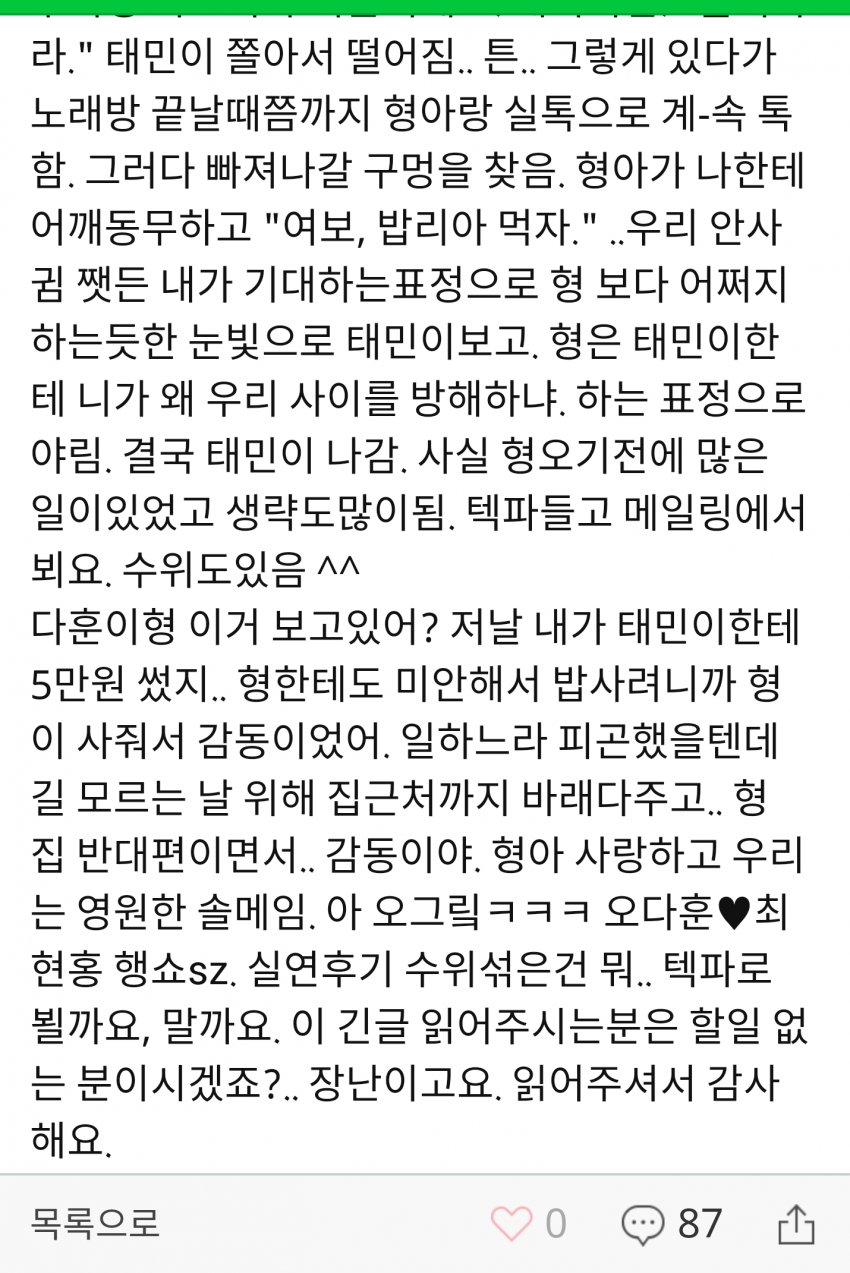 라." 태민이 쫄아서 떨어짐.. 튼.. 그렇게 있다가
노래방 끝날때쯤까지 형아랑 실톡으로 계-속 톡
함. 그러다 빠져나갈 구멍을 찾음. 형아가 나한테
어깨동무하고 "여보, 밥리아 먹자." ..우리 안사
귐 쨋든 내가 기대하는표정으로 형 보다 어쩌지
하는듯한 눈빛으로 태민이보고. 형은 태민이한
테 니가 왜 우리 사이를 방해하냐. 하는 표정으로
야림. 결국 태민이 나감. 사실 형오기전에 많은
일이있었고 생략도많이됨. 텍파들고 메일링에서
뵈요. 수위도있음 ^^
다훈이형 이거 보고있어? 저날 내가 태민이한테
5만원 썼지.. 형한테도 미안해서 밥사려니까 형
이 사줘서 감동이었어. 일하느라 피곤했을텐데
길 모르는 날 위해 집근처까지 바래다주고.. 형
집 반대편이면서.. 감동이야. 형아 사랑하고 우리
는 영원한 솔메임. 아 오그맄ㅋㅋㅋ 오다훈♥최
현홍 행쇼sz. 실연후기 수위섞은건 뭐.. 텍파로
뵐까요, 말까요. 이 긴글 읽어주시는분은 할일 없
는 분이시겠죠?.. 장난이고요. 읽어주셔서 감사
해요.
목록으로 0 87